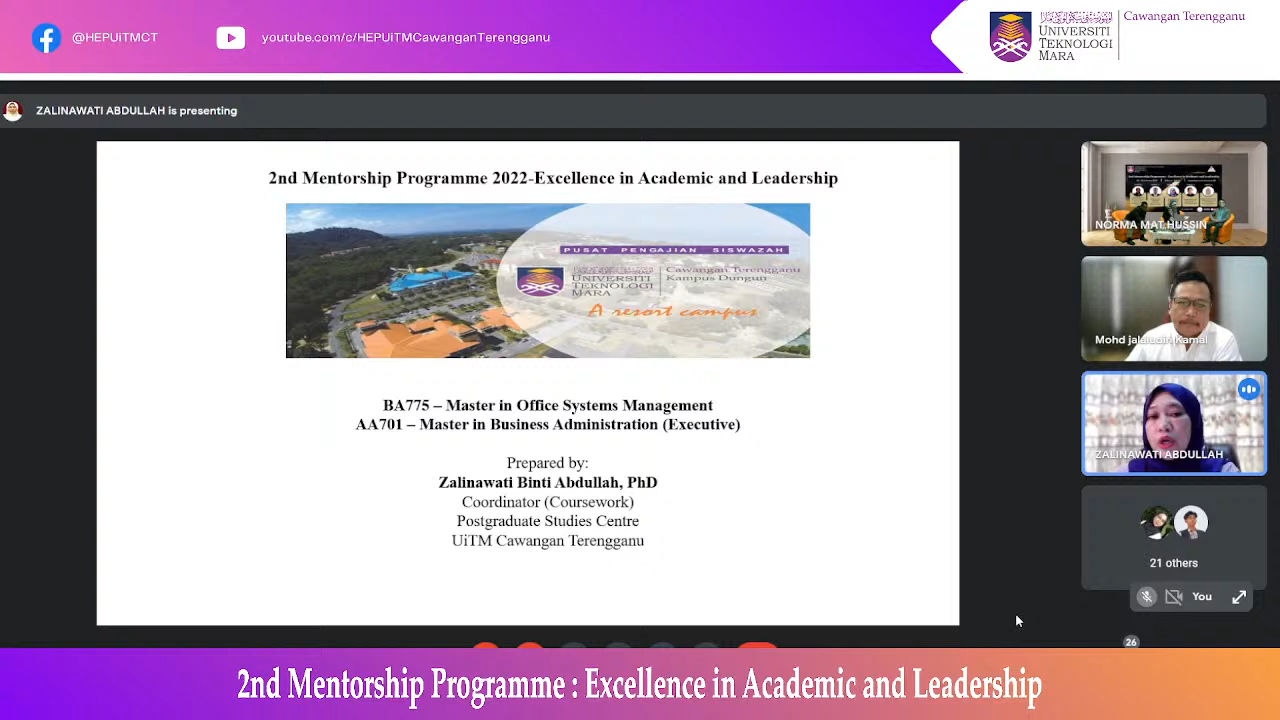 @HEPUiTMCT
youtube.com/c/HEPUiTMCawanganTerengganu
UNIVERSITI
TEKNOLOGI
MARA
Cawangan Terengganu
ZALINAWATI ABDULLAH is presenting
2nd Mentorship Programme 2022-Excellence in Academic and Leadership
PUSAT PENGAJIAN SISWAZAH
UNIVERSITI
TEKNOLOGI
MARA
Cawangan Terengganu
Kampus Dungun
A resort campus
BA775 – Master in Office Systems Management
AA701 – Master in Business Administration (Executive)
Prepared by:
Zalinawati Binti Abdullah, PhD
Coordinator (Coursework)
Postgraduate Studies Centre
UiTM Cawangan Terengganu
NORMA MAT HUSSIN
Mohd jalaludin Kamal
ZALINAWATI ABDULLAH
21 others
You
26
2nd Mentorship Programme : Excellence in Academic and Leadership